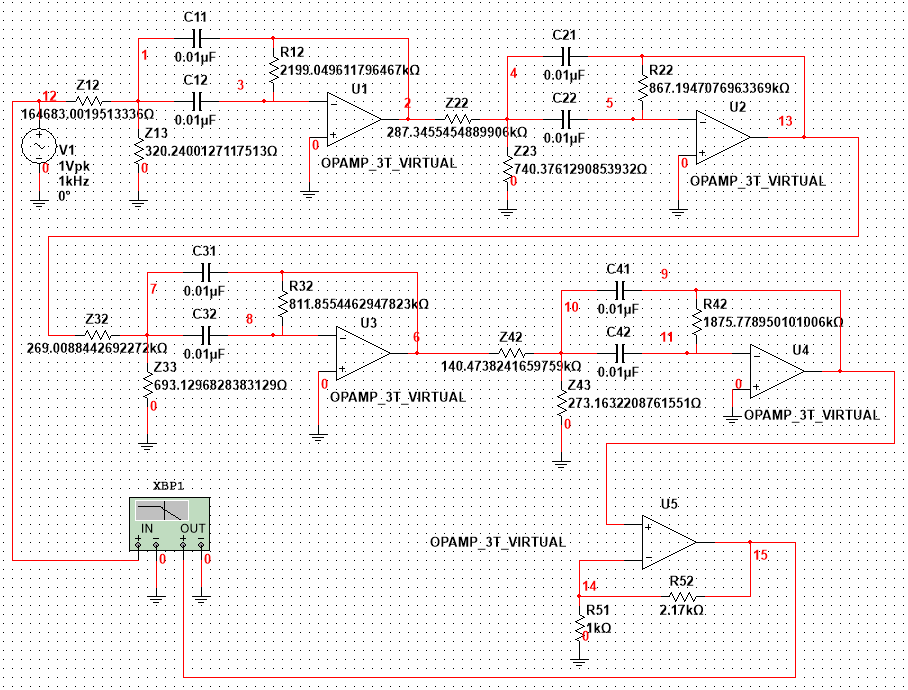 C11
0.01µF
1
R12
2199.049611796467kΩ
C12
0.01µF
3
12
Z12
164683.0019513336Ω
U1
2
Z13
320.2400127117513Ω
0
0
OPAMP_3T_VIRTUAL
V1
1Vpk
1kHz
0°
0
C21
0.01µF
4
R22
867.1947076963369kΩ
C22
0.01µF
5
Z22
287.3455454889906kΩ
U2
13
Z23
740.3761290853932Ω
0
0
OPAMP_3T_VIRTUAL
C31
0.01µF
7
R32
811.8554462947823kΩ
C32
0.01µF
8
Z32
269.0088442692272kΩ
U3
6
Z33
693.1296828383129Ω
0
0
OPAMP_3T_VIRTUAL
C41
0.01µF
9
10
R42
1875.778950101006kΩ
C42
0.01µF
11
Z42
140.4738241659759kΩ
U4
Z43
273.1632208761551Ω
0
0
OPAMP_3T_VIRTUAL
XBP1
IN
OUT
0
0
U5
OPAMP_3T_VIRTUAL
15
14
R52
2.17kΩ
R51
1kΩ
0